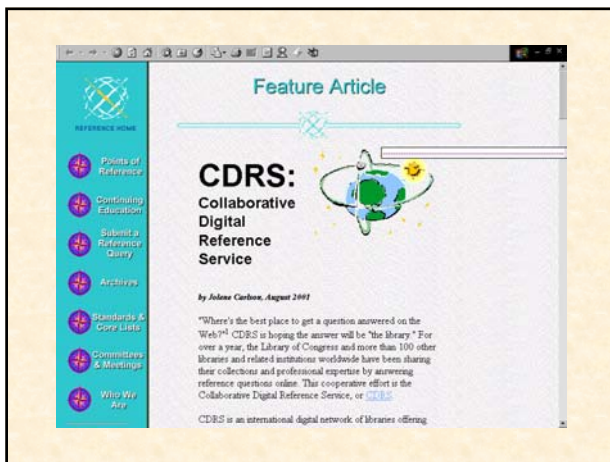 Feature Article
REFERENCE HOME
Points of
Reference
Continuing
Education
Submit a
Reference
Query
Archives
Standards &
Core Lists
Committees
& Meetings
Who We
Are
CDRS:
Collaborative
Digital
Reference
Service
by Jolene Carlson, August 2001
"Where's the best place to get a question answered on the
Web?"1 CDRS is hoping the answer will be "the library." For
over a year, the Library of Congress and more than 100 other
libraries and related institutions worldwide have been sharing
their collections and professional expertise by answering
reference questions online. This cooperative effort is the
Collaborative Digital Reference Service, or CDRS.
CDRS is an international digital network of libraries offering